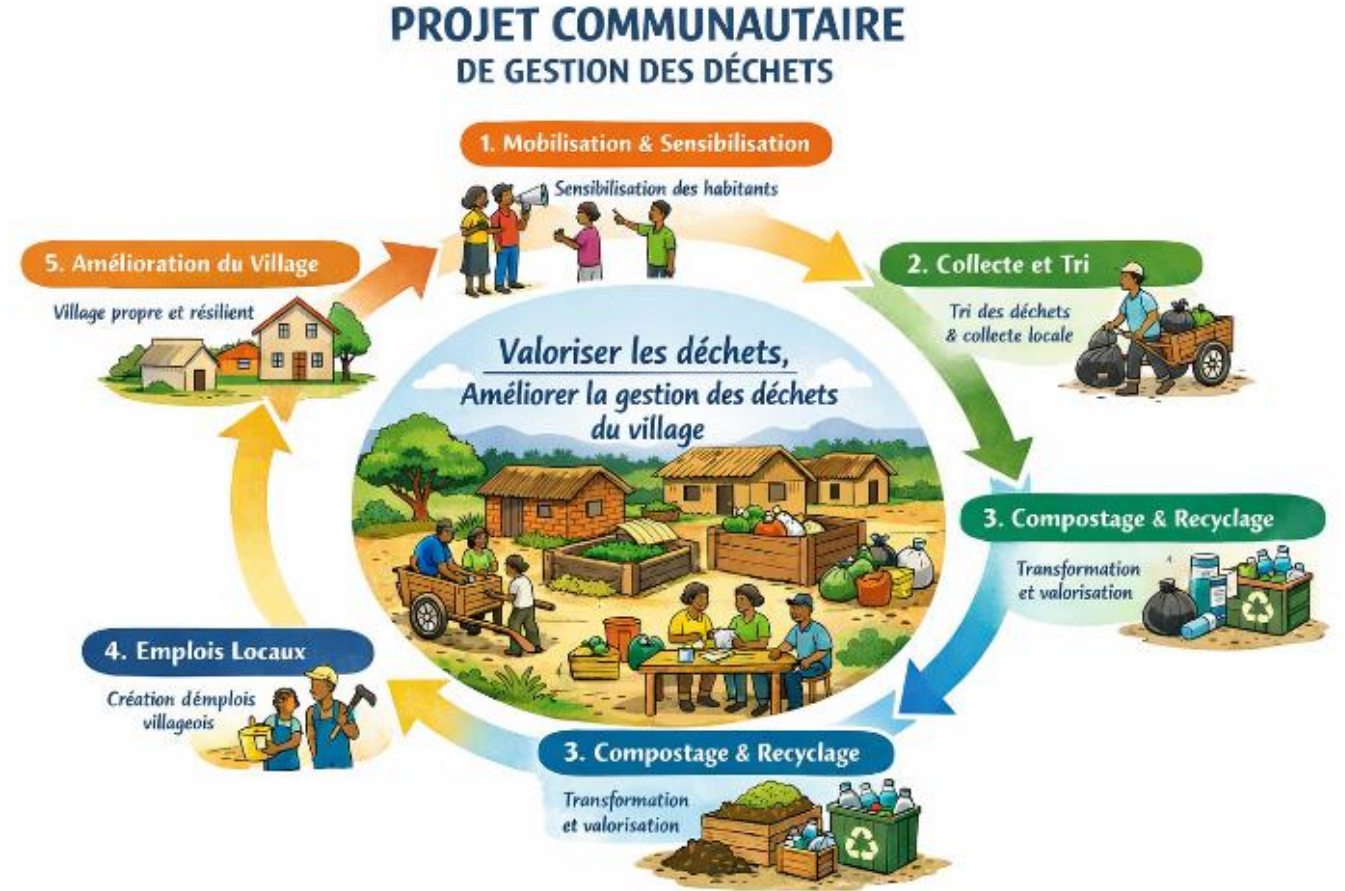 PROJET COMMUNAUTAIRE
DE GESTION DES DÉCHETS
1. Mobilisation & Sensibilisation
Sensibilisation des habitants
5. Amélioration du Village
Village propre et résilient
2. Collecte et Tri
Tri des déchets
& collecte locale
Valoriser les déchets,
Améliorer la gestion des déchets
du village
3. Compostage & Recyclage
Transformation
et valorisation
4. Emplois Locaux
Création démplois
villageois
3. Compostage & Recyclage
Transformation
et valorisation